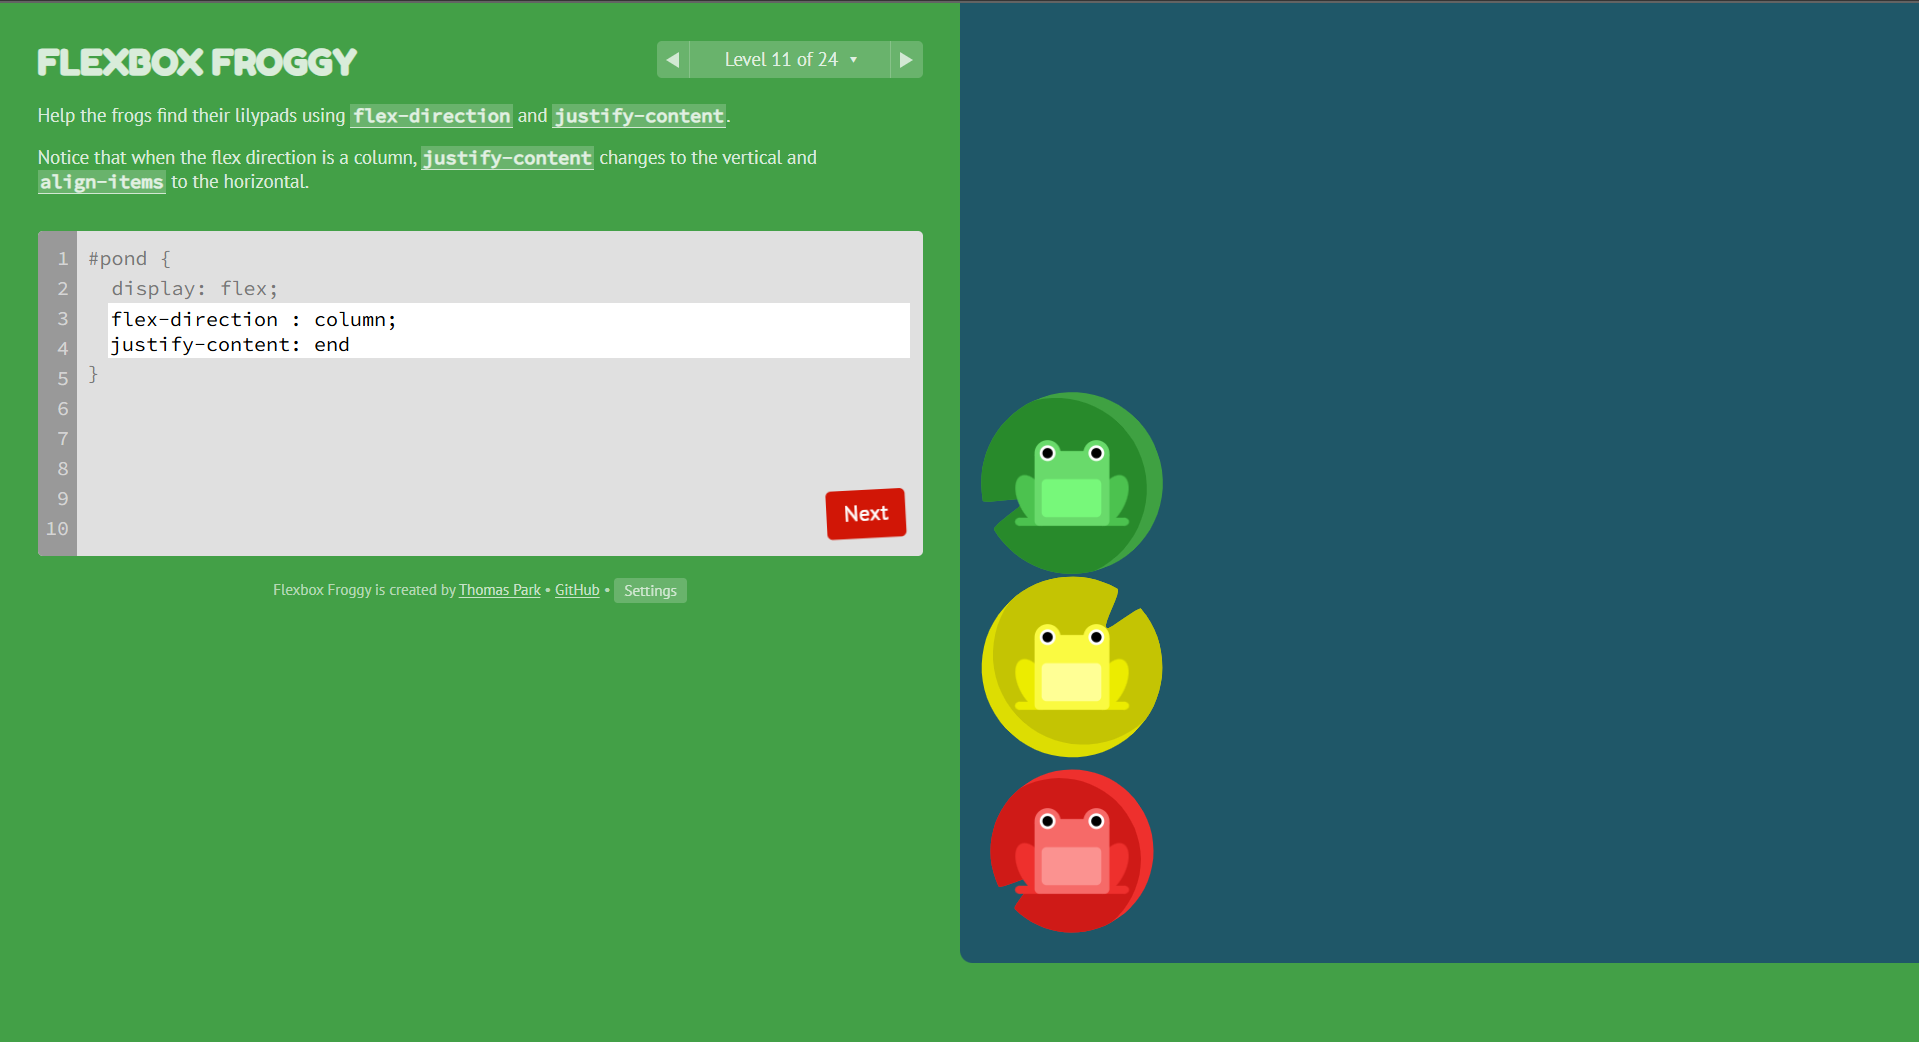 FLEXBOX FROGGY
◀ Level 11 of 24 ▾ ▶
Help the frogs find their lilypads using flex-direction and justify-content.
Notice that when the flex direction is a column, justify-content changes to the vertical and
align-items to the horizontal.
1 #pond {
2 display: flex;
3 flex-direction : column;
4 justify-content: end
5 }
6
7
8
9
10
Next
Flexbox Froggy is created by Thomas Park • GitHub • Settings